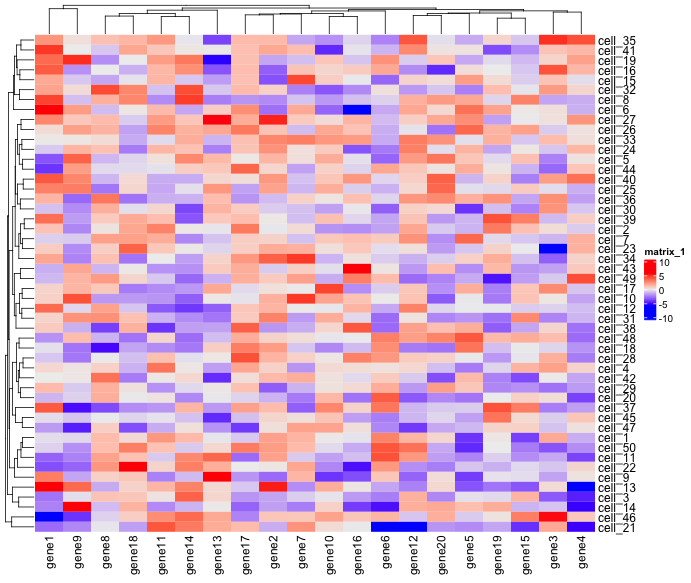 cell_35
cell_41
cell_19
cell_16
cell_15
cell_32
cell_8
cell_6
cell_27
cell_26
cell_33
cell_24
cell_5
cell_44
cell_40
cell_25
cell_36
cell_30
cell_39
cell_2
cell_7
cell_23
cell_34
cell_43
cell_49
cell_17
cell_10
cell_12
cell_31
cell_38
cell_48
cell_18
cell_28
cell_4
cell_42
cell_29
cell_20
cell_37
cell_45
cell_47
cell_1
cell_50
cell_11
cell_22
cell_9
cell_13
cell_3
cell_14
cell_46
cell_21
matrix_1
10
5
0
-5
-10
gene1
gene9
gene8
gene18
gene11
gene14
gene13
gene17
gene2
gene7
gene10
gene16
gene6
gene12
gene20
gene5
gene19
gene15
gene3
gene4